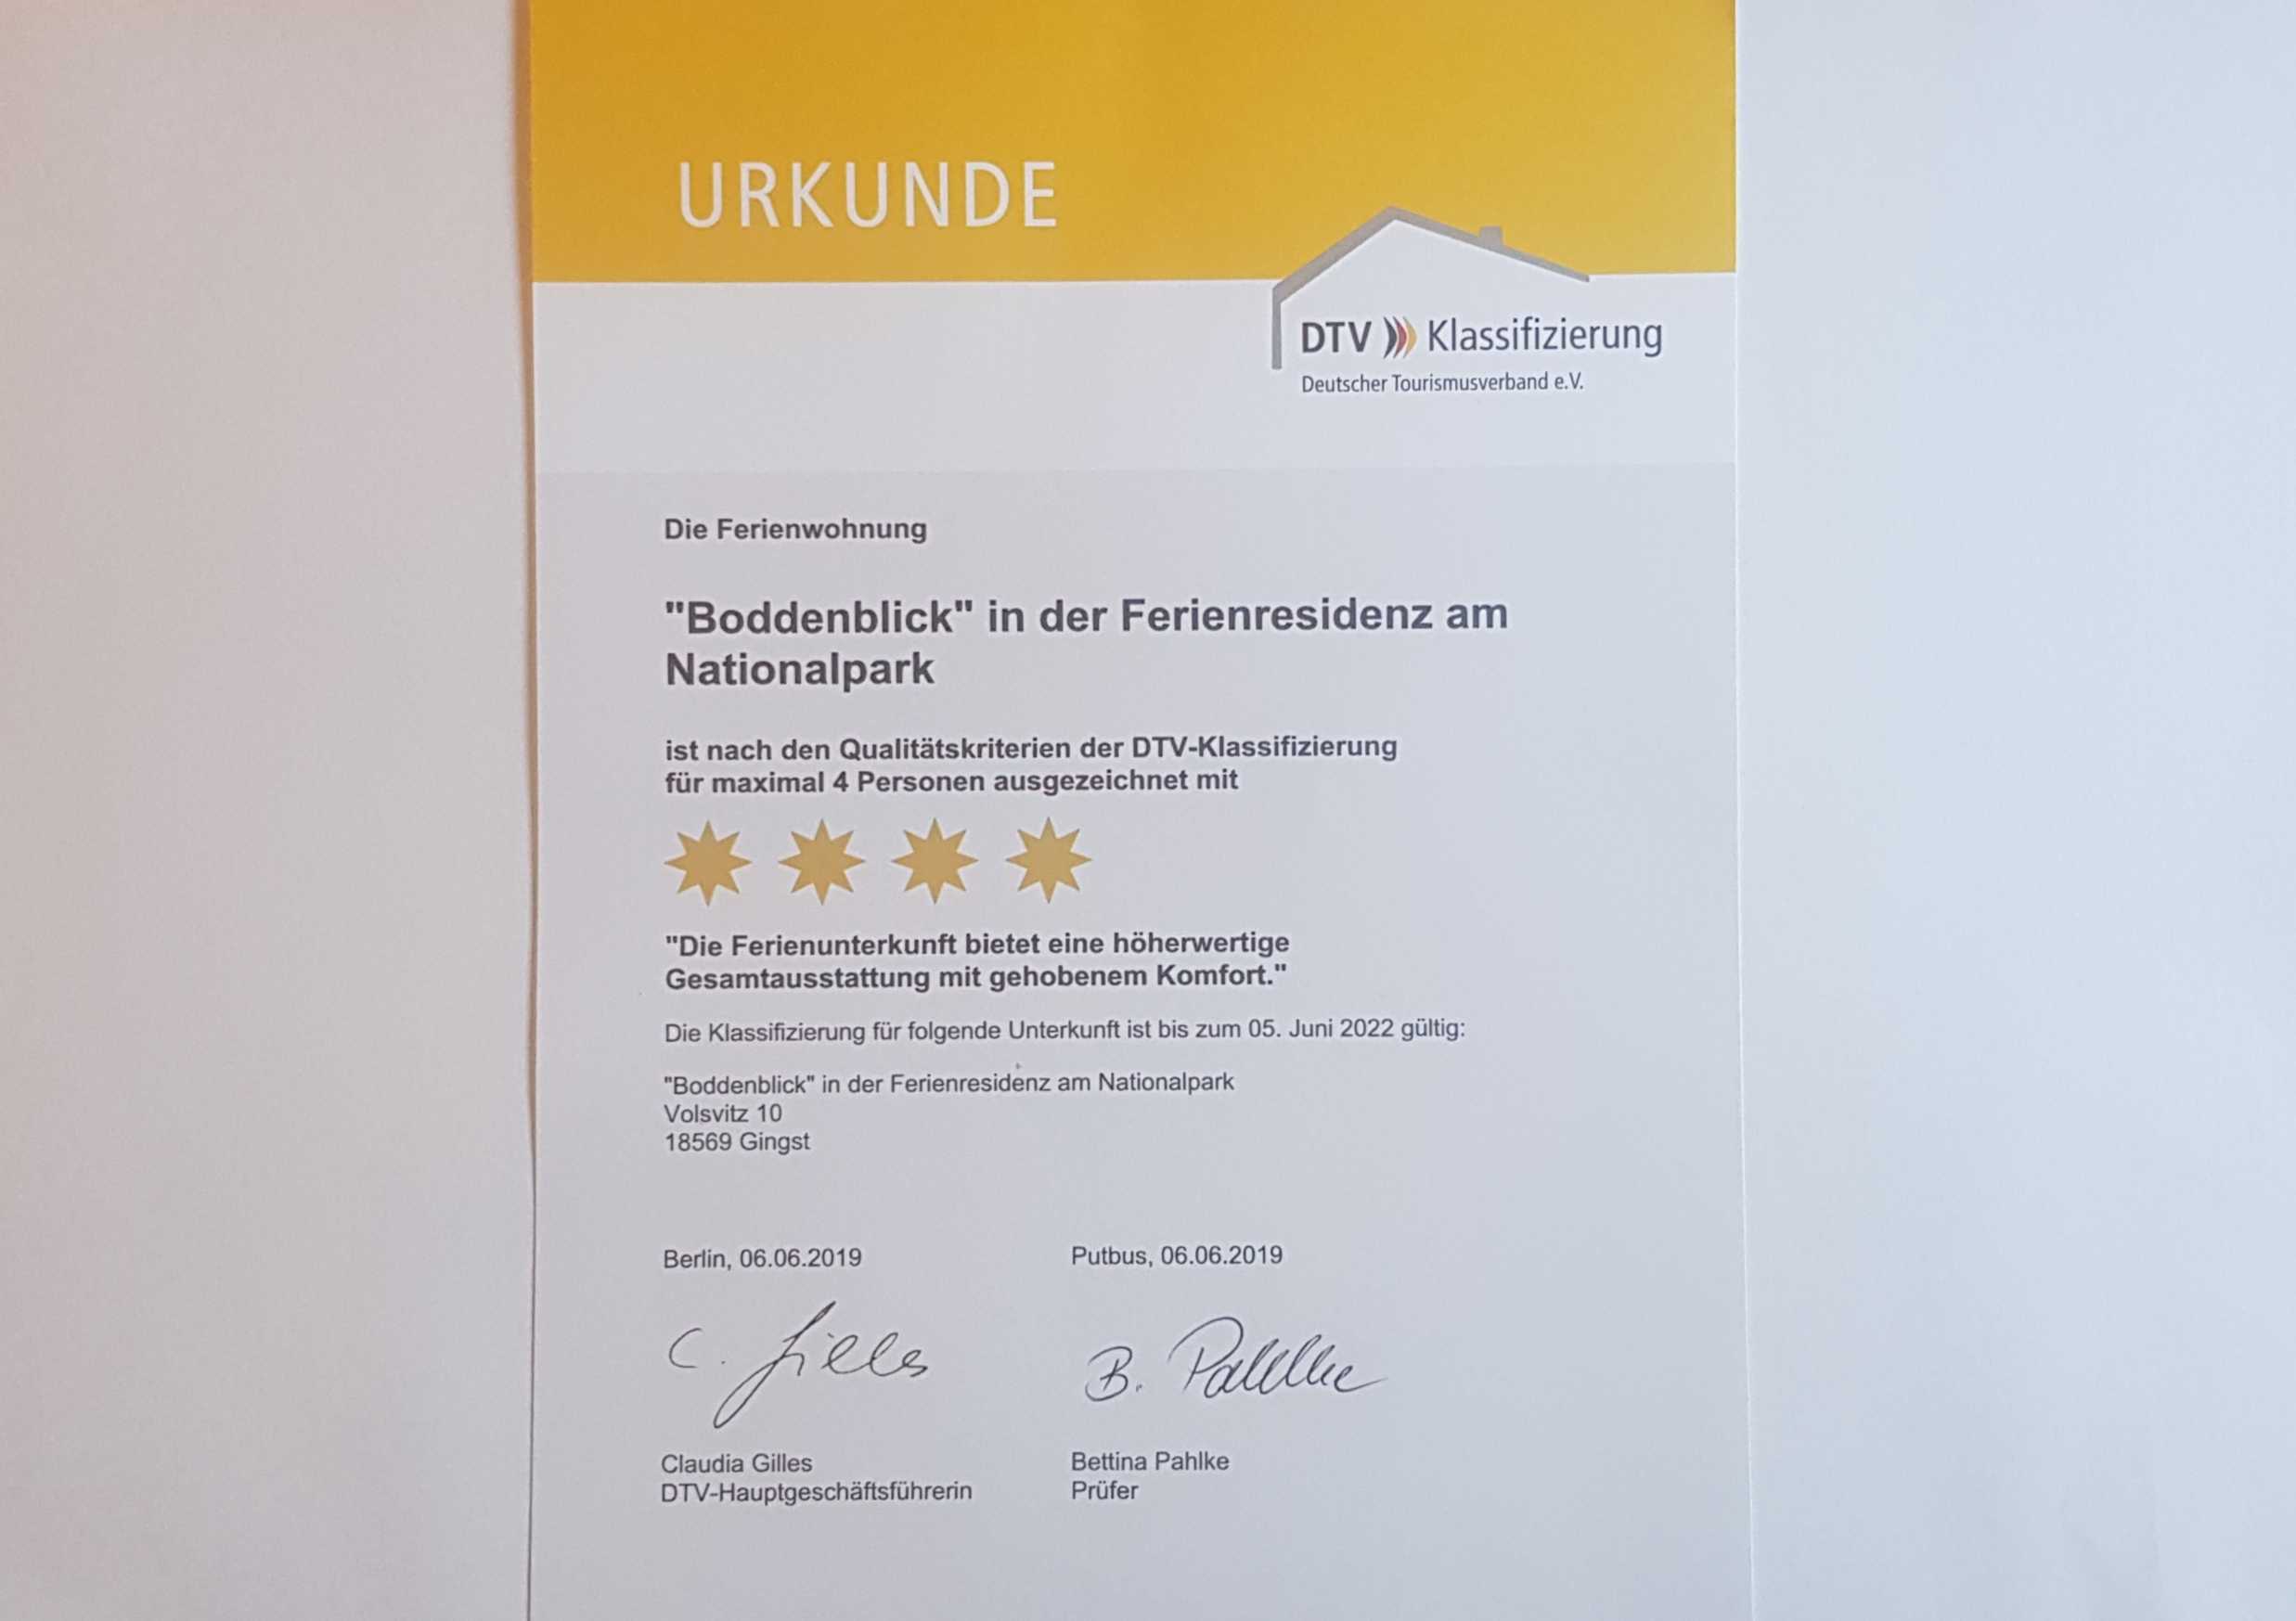 URKUNDE
DTV Klassifizierung
Deutscher Tourismusverband e.V.
Die Ferienwohnung
"Boddenblick" in der Ferienresidenz am
Nationalpark
ist nach den Qualitätskriterien der DTV-Klassifizierung
für maximal 4 Personen ausgezeichnet mit
"Die Ferienunterkunft bietet eine höherwertige
Gesamtausstattung mit gehobenem Komfort."
Die Klassifizierung für folgende Unterkunft ist bis zum 05. Juni 2022 gültig:
"Boddenblick" in der Ferienresidenz am Nationalpark
Volsvitz 10
18569 Gingst
Berlin, 06.06.2019
Putbus, 06.06.2019
C. Gilles
B. Pahlke
Claudia Gilles
DTV-Hauptgeschäftsführerin
Bettina Pahlke
Prüfer